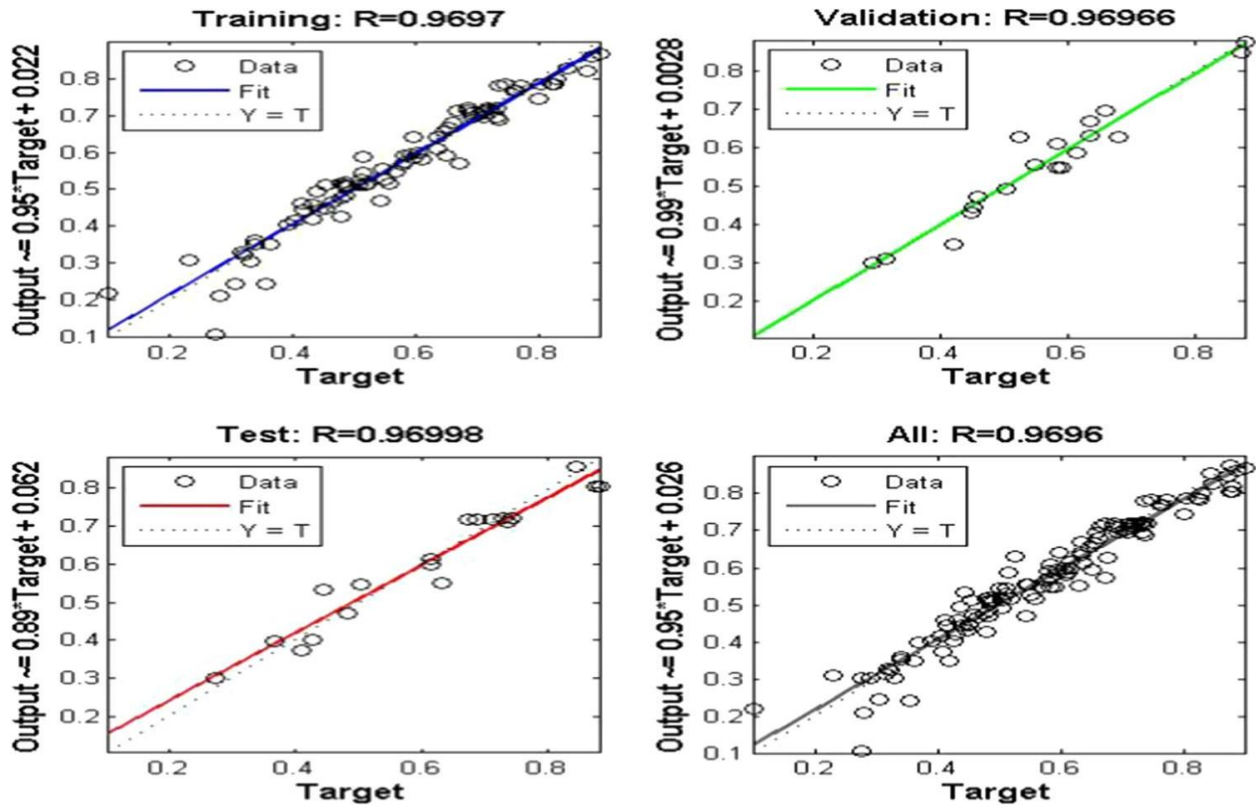 Training: R=0.9697
Output ~= 0.95*Target + 0.022
0.8
0.7
0.6
0.5
0.4
0.3
0.2
0.1
Data
Fit
Y = T
0.2 0.4 0.6 0.8
Target
Validation: R=0.96966
Output ~= 0.99*Target + 0.0028
0.8
0.7
0.6
0.5
0.4
0.3
0.2
Data
Fit
Y = T
0.2 0.4 0.6 0.8
Target
Test: R=0.96998
Output ~= 0.89*Target + 0.062
0.8
0.7
0.6
0.5
0.4
0.3
0.2
Data
Fit
Y = T
0.2 0.4 0.6 0.8
Target
All: R=0.9696
Output ~= 0.95*Target + 0.026
0.8
0.7
0.6
0.5
0.4
0.3
0.2
0.1
Data
Fit
Y = T
0.2 0.4 0.6 0.8
Target